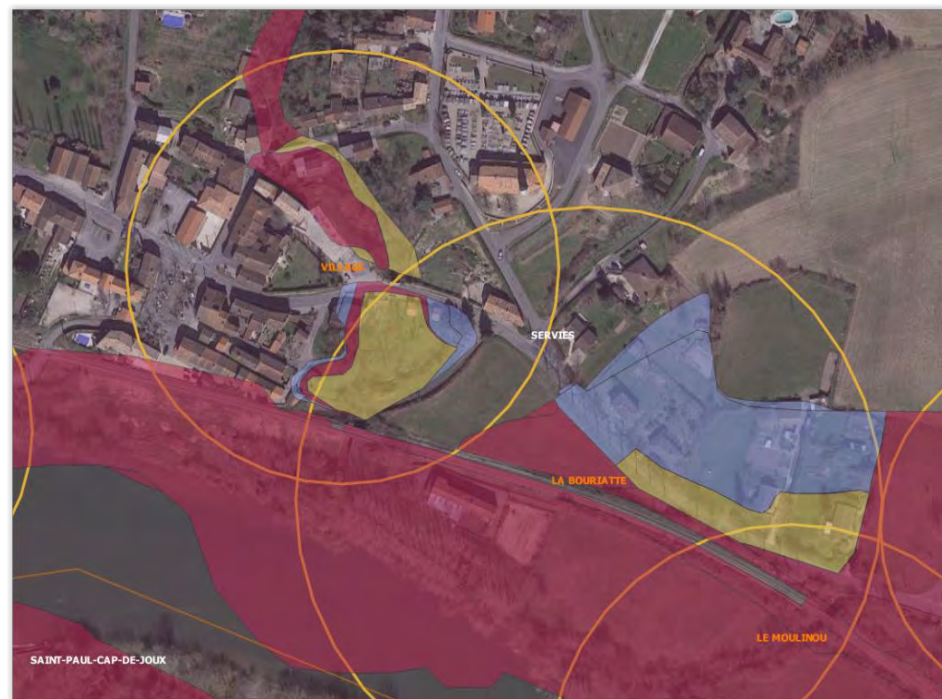 VILLAGE
SERVIES
LA BOURIATTE
LE MOULINOU
SAINT-PAUL-CAP-DE-JOUX